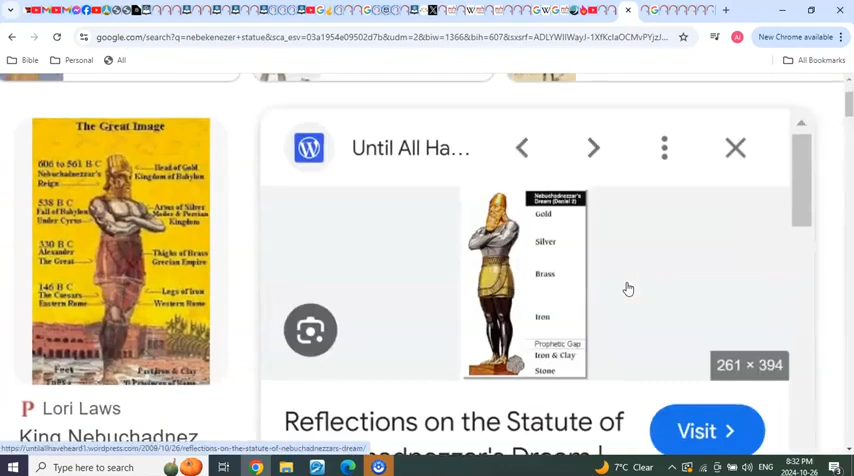 New Chrome available
google.com/search?q=nebekenezer+statue&sca_esv=03a1954e09502d7b&udm=2&biw=1366&bih=607&sxsrf=ADLYWIIWayJ-1XfKcIaOCMvPYjzJ...
Bible
Personal
All
All Bookmarks
The Great Image
606 to 561 B C
Nebuchadnezzar's
Reign
Head of Gold
Kingdom of Babylon
538 B C
Fall of Babylon
Under Cyrus
Arms of Silver
Medes & Persian
Kingdom
330 B C
Alexander
The Great
Thighs of Brass
Grecian Empire
146 B C
The Caesars
Eastern Rome
Legs of Iron
Western Rome
Iron & Clay
Lori Laws
King Nebuchadnez
Until All Ha...
Nebuchadnezzar's
Dream (Daniel 2)
Gold
Silver
Brass
Iron
Prophetic Gap
Iron & Clay
Stone
261 × 394
Reflections on the Statute of
Visit
https://untilallhaveheard1.wordpress.com/2009/10/26/reflections-on-the-statute-of-nebuchadnezzars-dream/
Type here to search
7°C Clear
ENG
8:32 PM
2024-10-26
3